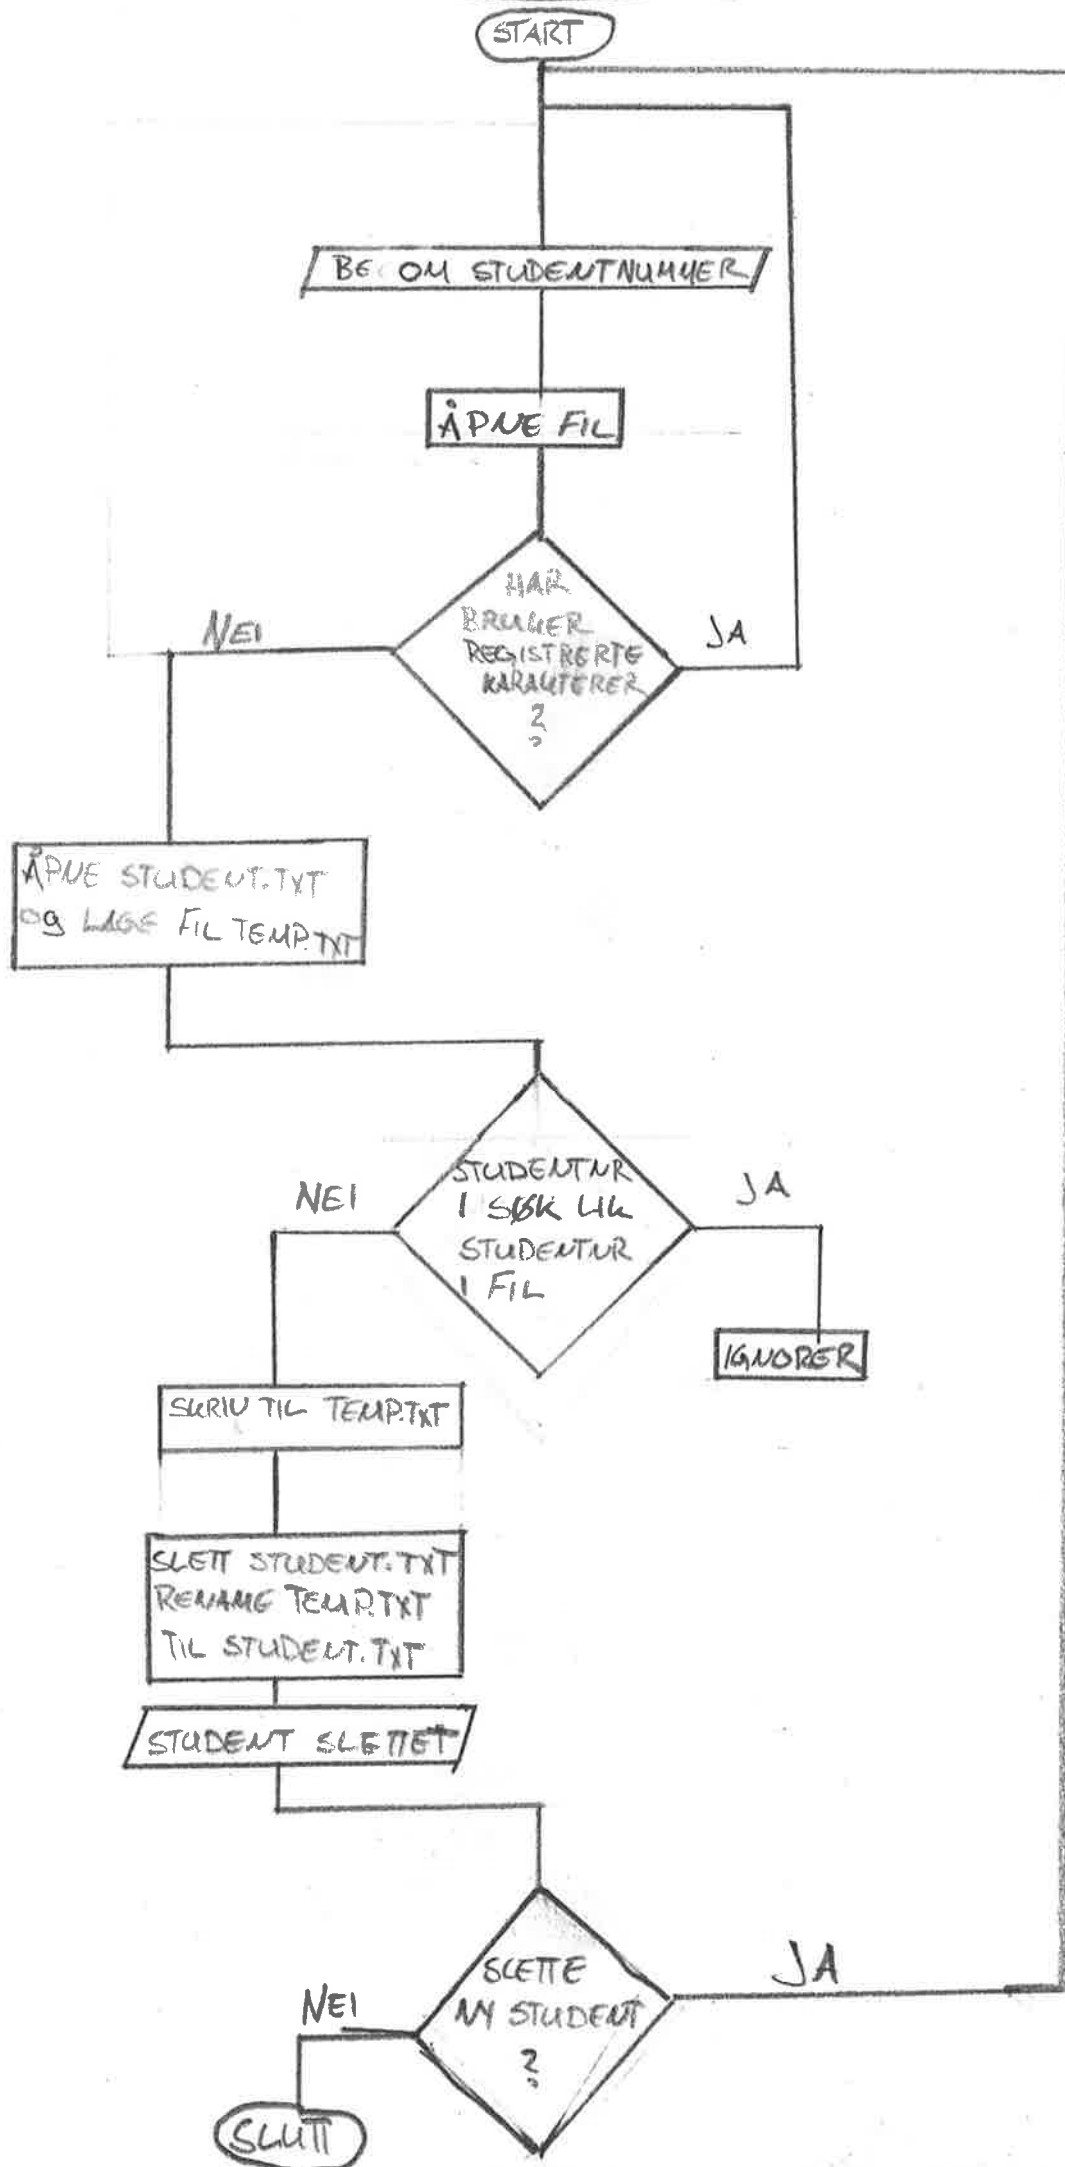 START
BE OM STUDENTNUMMER
ÅPNE FIL
HAR
BRUKER
REGISTRERTE
KARAKTERER
?
NEI
JA
ÅPNE STUDENT.TXT
og LAGE FIL TEMP.TXT
STUDENTNR
I SØK LIK
STUDENTNR
I FIL
NEI
JA
IGNORER
SKRIV TIL TEMP.TXT
SLETT STUDENT.TXT
RENAME TEMP.TXT
TIL STUDENT.TXT
STUDENT SLETTET
SLETTE
NY STUDENT
?
NEI
JA
SLUTT